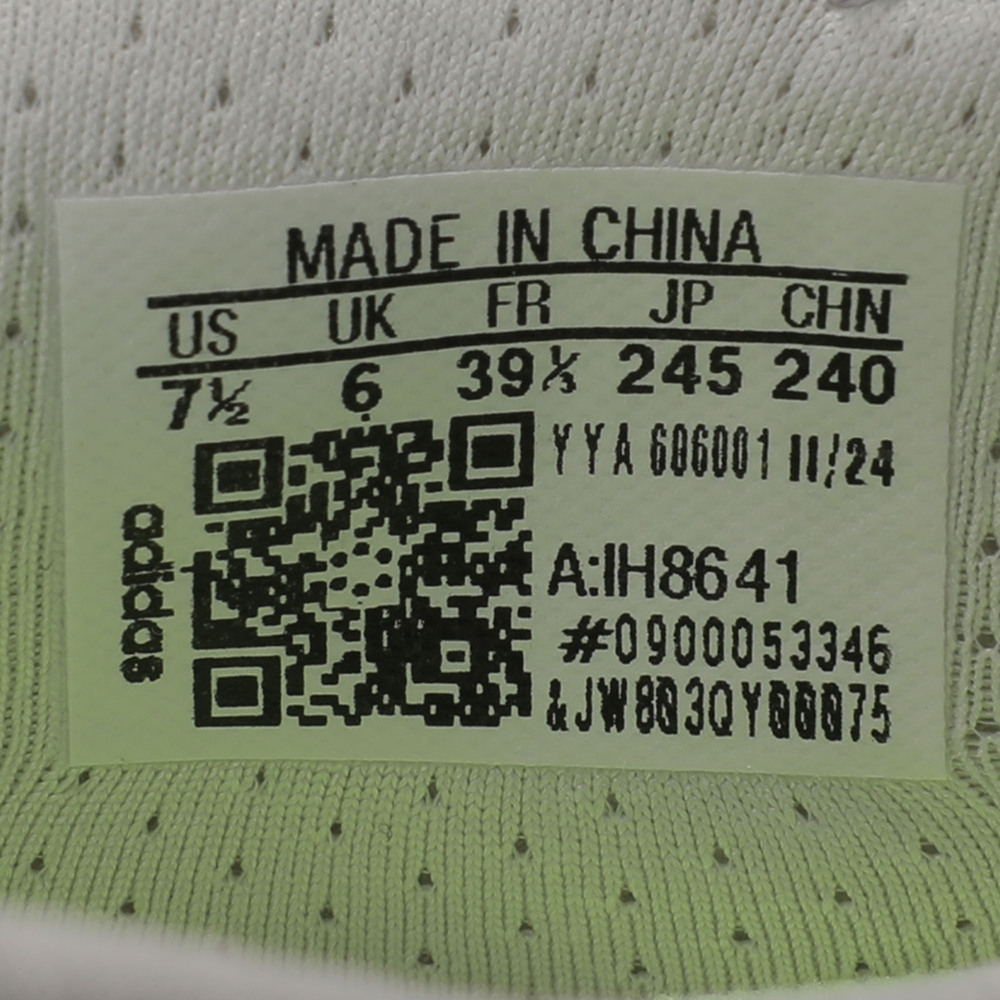 MADE IN CHINA
US UK FR JP CHN
7½ 6 39⅓ 245 240
YYA 606001 11/24
adidas
A:IH8641
#0900053346
&JW803QY00075